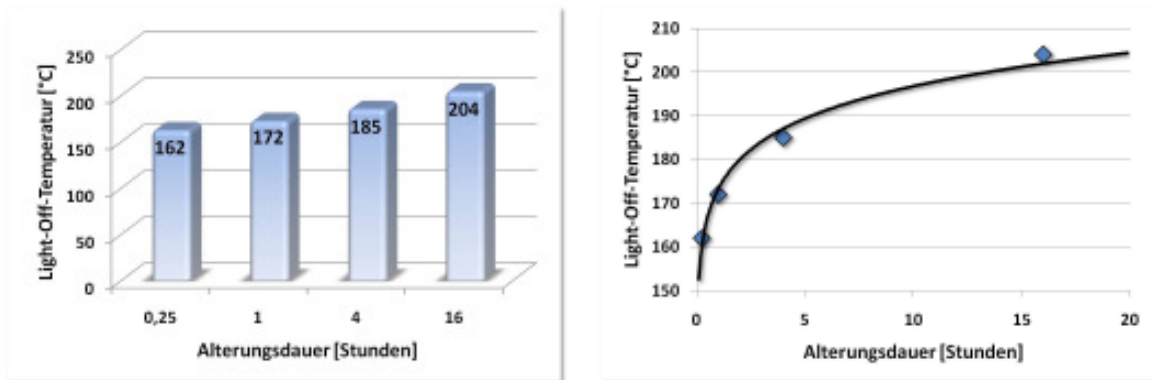 Light-Off-Temperatur [°C]
250
200
150
100
50
0
162
172
185
204
0,25 1 4 16
Alterungsdauer [Stunden]
Light-Off-Temperatur [°C]
210
200
190
180
170
160
150
0 5 10 15 20
Alterungsdauer [Stunden]